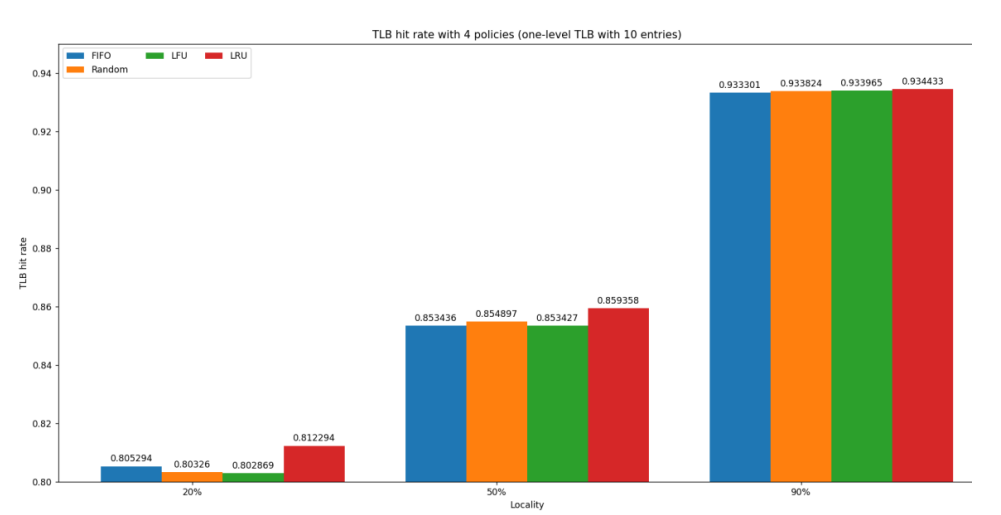 TLB hit rate with 4 policies (one-level TLB with 10 entries)
FIFO LFU LRU
Random
0.94
0.92
0.90
0.88
0.86
0.84
0.82
0.80
TLB hit rate
0.805294 0.80326 0.802869 0.812294
0.853436 0.854897 0.853427 0.859358
0.933301 0.933824 0.933965 0.934433
20% 50% 90%
Locality